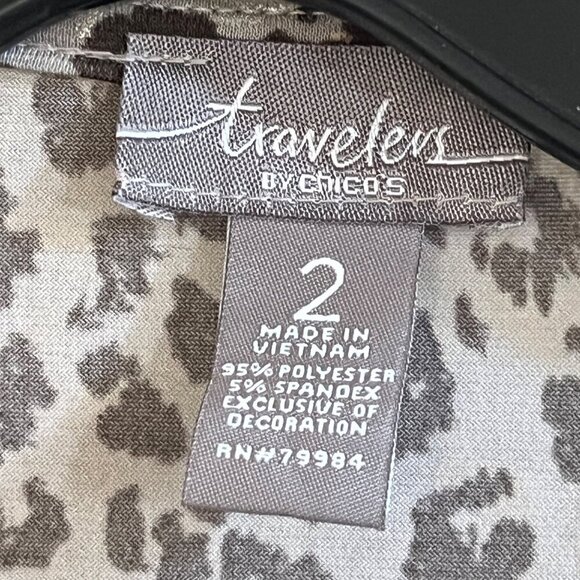 travelers
BY CHICO'S
2
MADE IN
VIETNAM
95% POLYESTER
5% SPANDEX
EXCLUSIVE OF
DECORATION
RN#79984